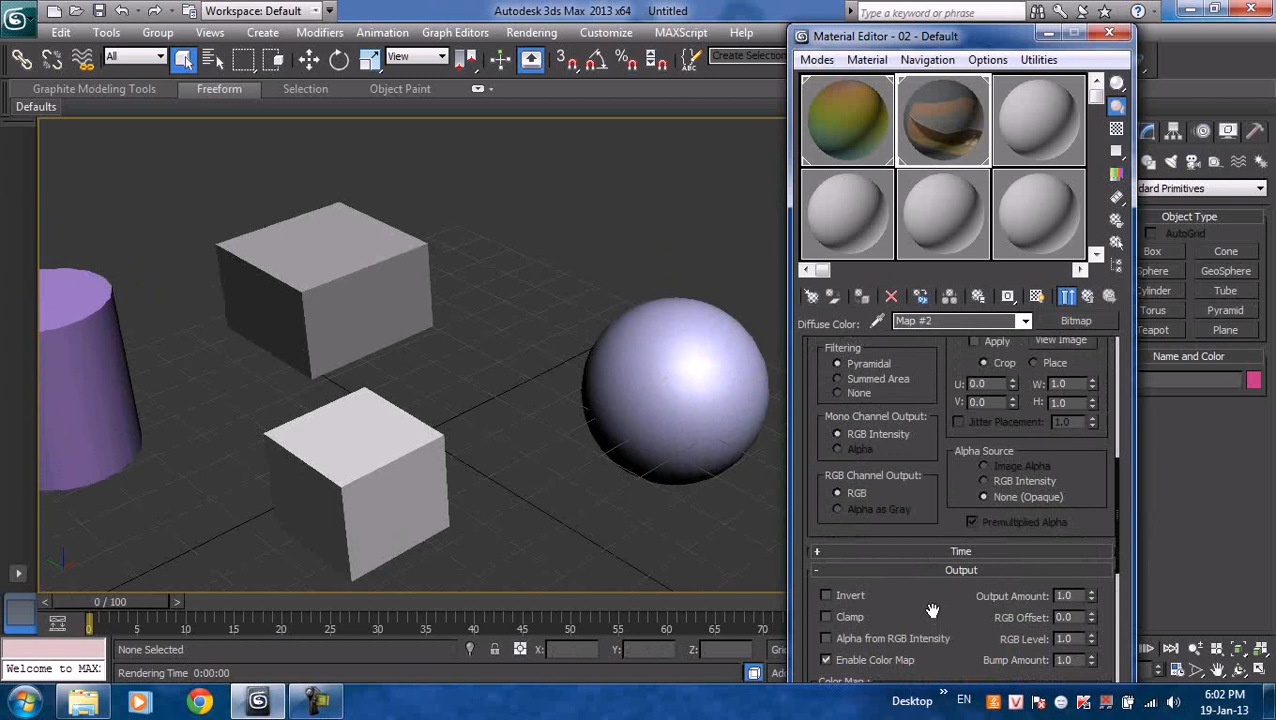 Workspace: Default
Autodesk 3ds Max 2013 x64
Untitled
Type a keyword or phrase
Edit
Tools
Group
Views
Create
Modifiers
Animation
Graph Editors
Rendering
Customize
MAXScript
Material Editor - 02 - Default
Modes
Material
Navigation
Options
Utilities
All
View
Create Selection
Graphite Modeling Tools
Freeform
Selection
Object Paint
Defaults
Object Type
AutoGrid
Box
Cone
Sphere
GeoSphere
Cylinder
Tube
Torus
Pyramid
Teapot
Plane
Name and Color
Diffuse Color:
Map #2
Bitmap
Filtering
Pyramidal
Summed Area
None
Apply
View Image
Crop
Place
U: 0.0
W: 1.0
V: 0.0
H: 1.0
Jitter Placement:
1.0
Mono Channel Output:
RGB Intensity
Alpha
RGB Channel Output:
RGB
Alpha as Gray
Alpha Source
Image Alpha
RGB Intensity
None (Opaque)
Premultiplied Alpha
+ Time
- Output
Invert
Output Amount: 1.0
Clamp
RGB Offset: 0.0
Alpha from RGB Intensity
RGB Level: 1.0
Enable Color Map
Bump Amount: 1.0
Color Map :
0 / 100
0 5 10 15 20 25 30 35 40 45 50 55 60 65 70
None Selected
X:
Y:
Z:
Welcome to MAX
Rendering Time 0:00:00
Add
Desktop
EN
6:02 PM
19-Jan-13